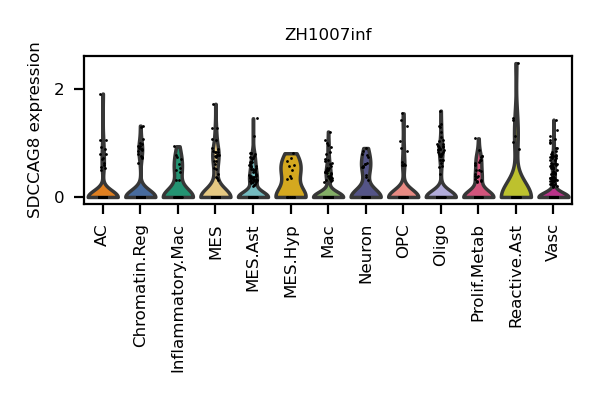 ZH1007inf
SDCCAG8 expression
2
0
AC
Chromatin.Reg
Inflammatory.Mac
MES
MES.Ast
MES.Hyp
Mac
Neuron
OPC
Oligo
Prolif.Metab
Reactive.Ast
Vasc